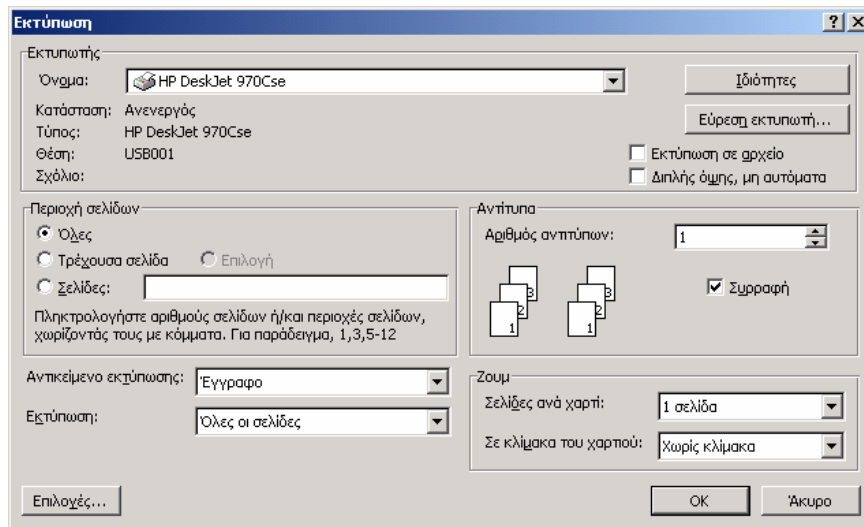 Εκτύπωση
Εκτυπωτής
Όνομα: HP DeskJet 970Cse Ιδιότητες
Κατάσταση: Ανενεργός Εύρεση εκτυπωτή...
Τύπος: HP DeskJet 970Cse
Θέση: USB001 Εκτύπωση σε αρχείο
Σχόλιο: Διπλής όψης, μη αυτόματα
Περιοχή σελίδων
Όλες
Τρέχουσα σελίδα Επιλογή
Σελίδες:
Πληκτρολογήστε αριθμούς σελίδων ή/και περιοχές σελίδων,
χωρίζοντάς τους με κόμματα. Για παράδειγμα, 1,3,5-12
Αντίτυπα
Αριθμός αντιτύπων: 1
Συρραφή
3 3
2 2
1 1
Αντικείμενο εκτύπωσης: Έγγραφο
Εκτύπωση: Όλες οι σελίδες
Ζουμ
Σελίδες ανά χαρτί: 1 σελίδα
Σε κλίμακα του χαρτιού: Χωρίς κλίμακα
Επιλογές... OK Άκυρο